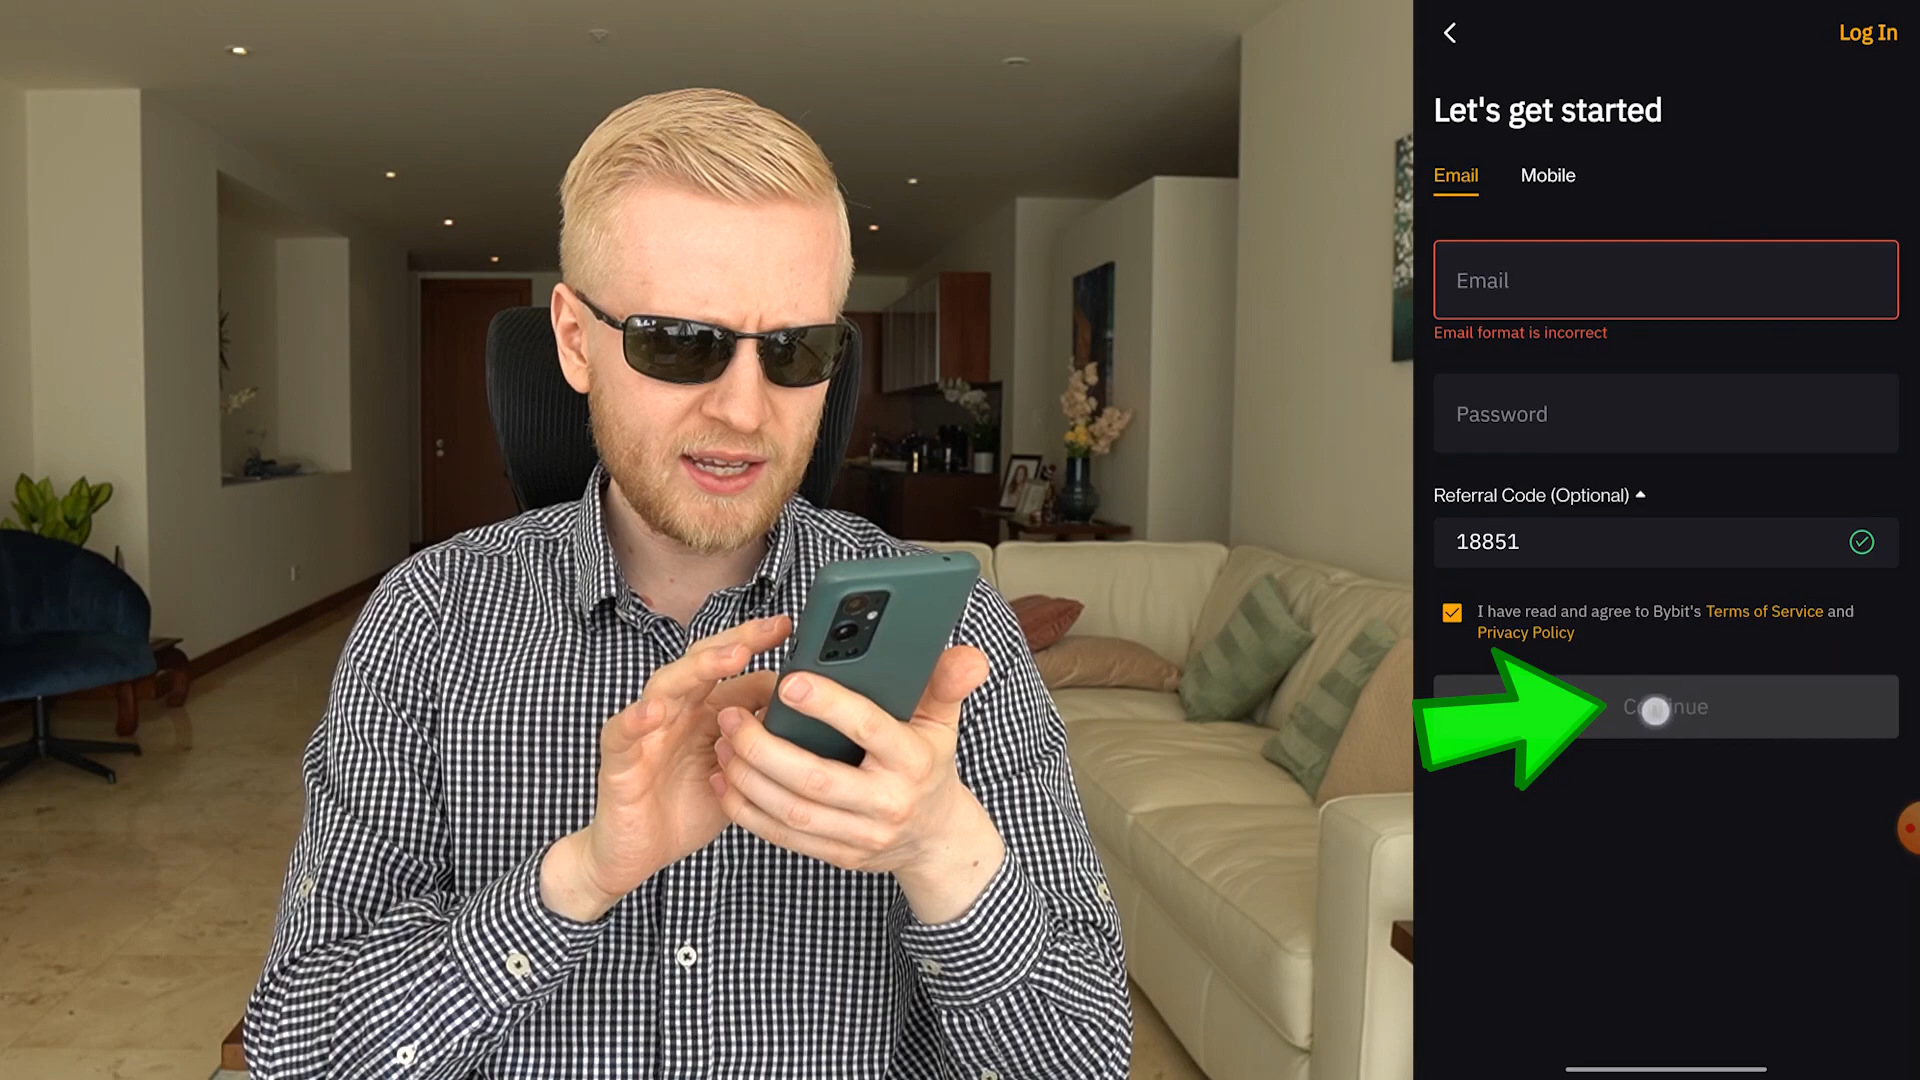 Log In
Let's get started
Email
Mobile
Email
Email format is incorrect
Password
Referral Code (Optional)
18851
I have read and agree to Bybit's Terms of Service and
Privacy Policy
Continue